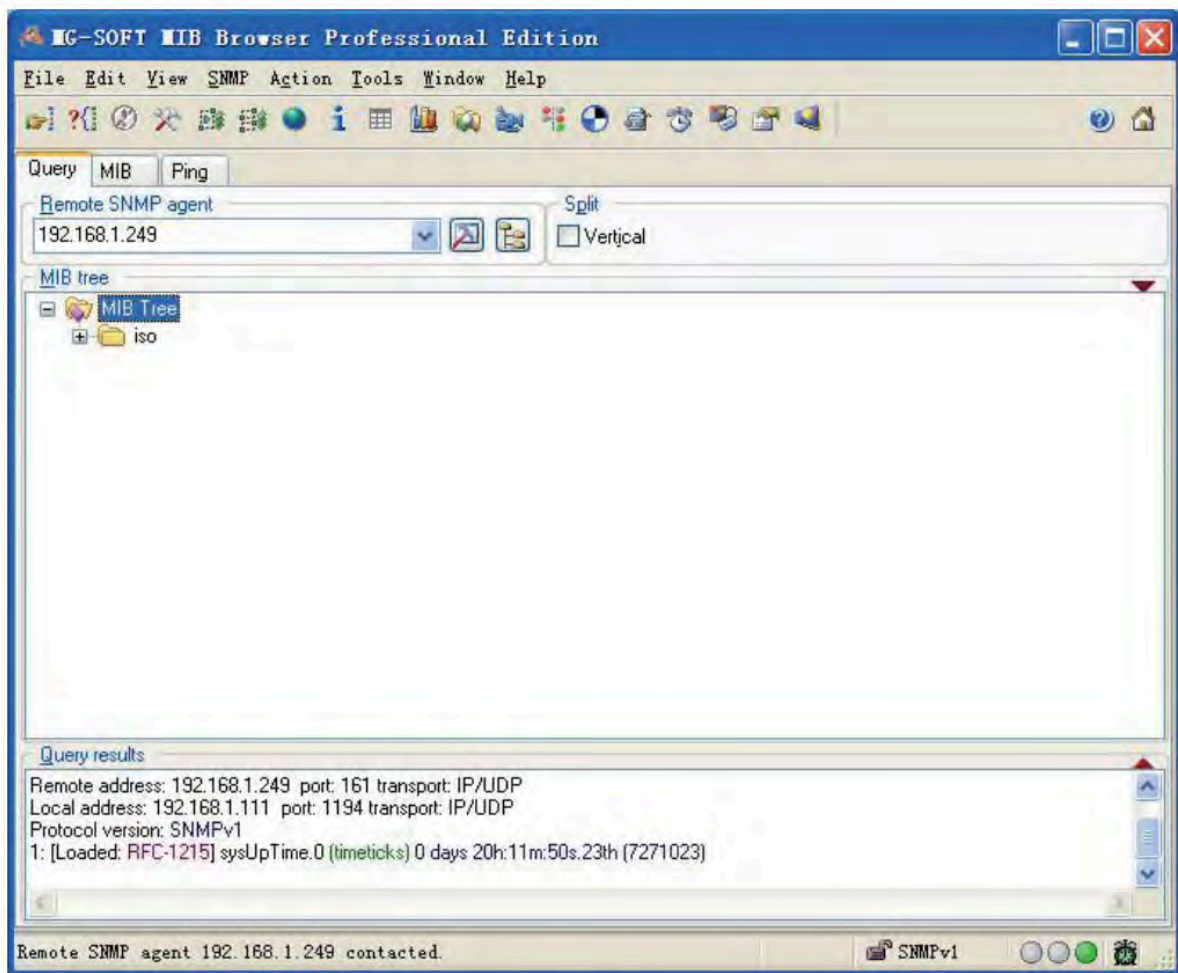 MG-SOFT MIB Browser Professional Edition
File Edit View SNMP Action Tools Window Help
Query MIB Ping
Remote SNMP agent
Split
192.168.1.249
Vertical
MIB tree
MIB Tree
iso
Query results
Remote address: 192.168.1.249 port: 161 transport: IP/UDP
Local address: 192.168.1.111 port: 1194 transport: IP/UDP
Protocol version: SNMPv1
1: [Loaded: RFC-1215] sysUpTime.0 (timeticks) 0 days 20h:11m:50s.23th (7271023)
Remote SNMP agent 192.168.1.249 contacted.
SNMPv1